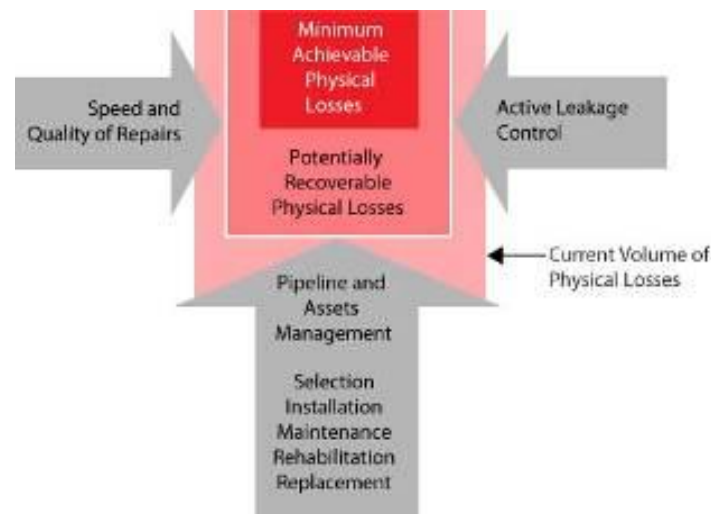 Minimum
Achievable
Physical
Losses
Speed and
Quality of Repairs
Active Leakage
Control
Potentially
Recoverable
Physical Losses
Current Volume of
Physical Losses
Pipeline and
Assets
Management
Selection
Installation
Maintenance
Rehabilitation
Replacement